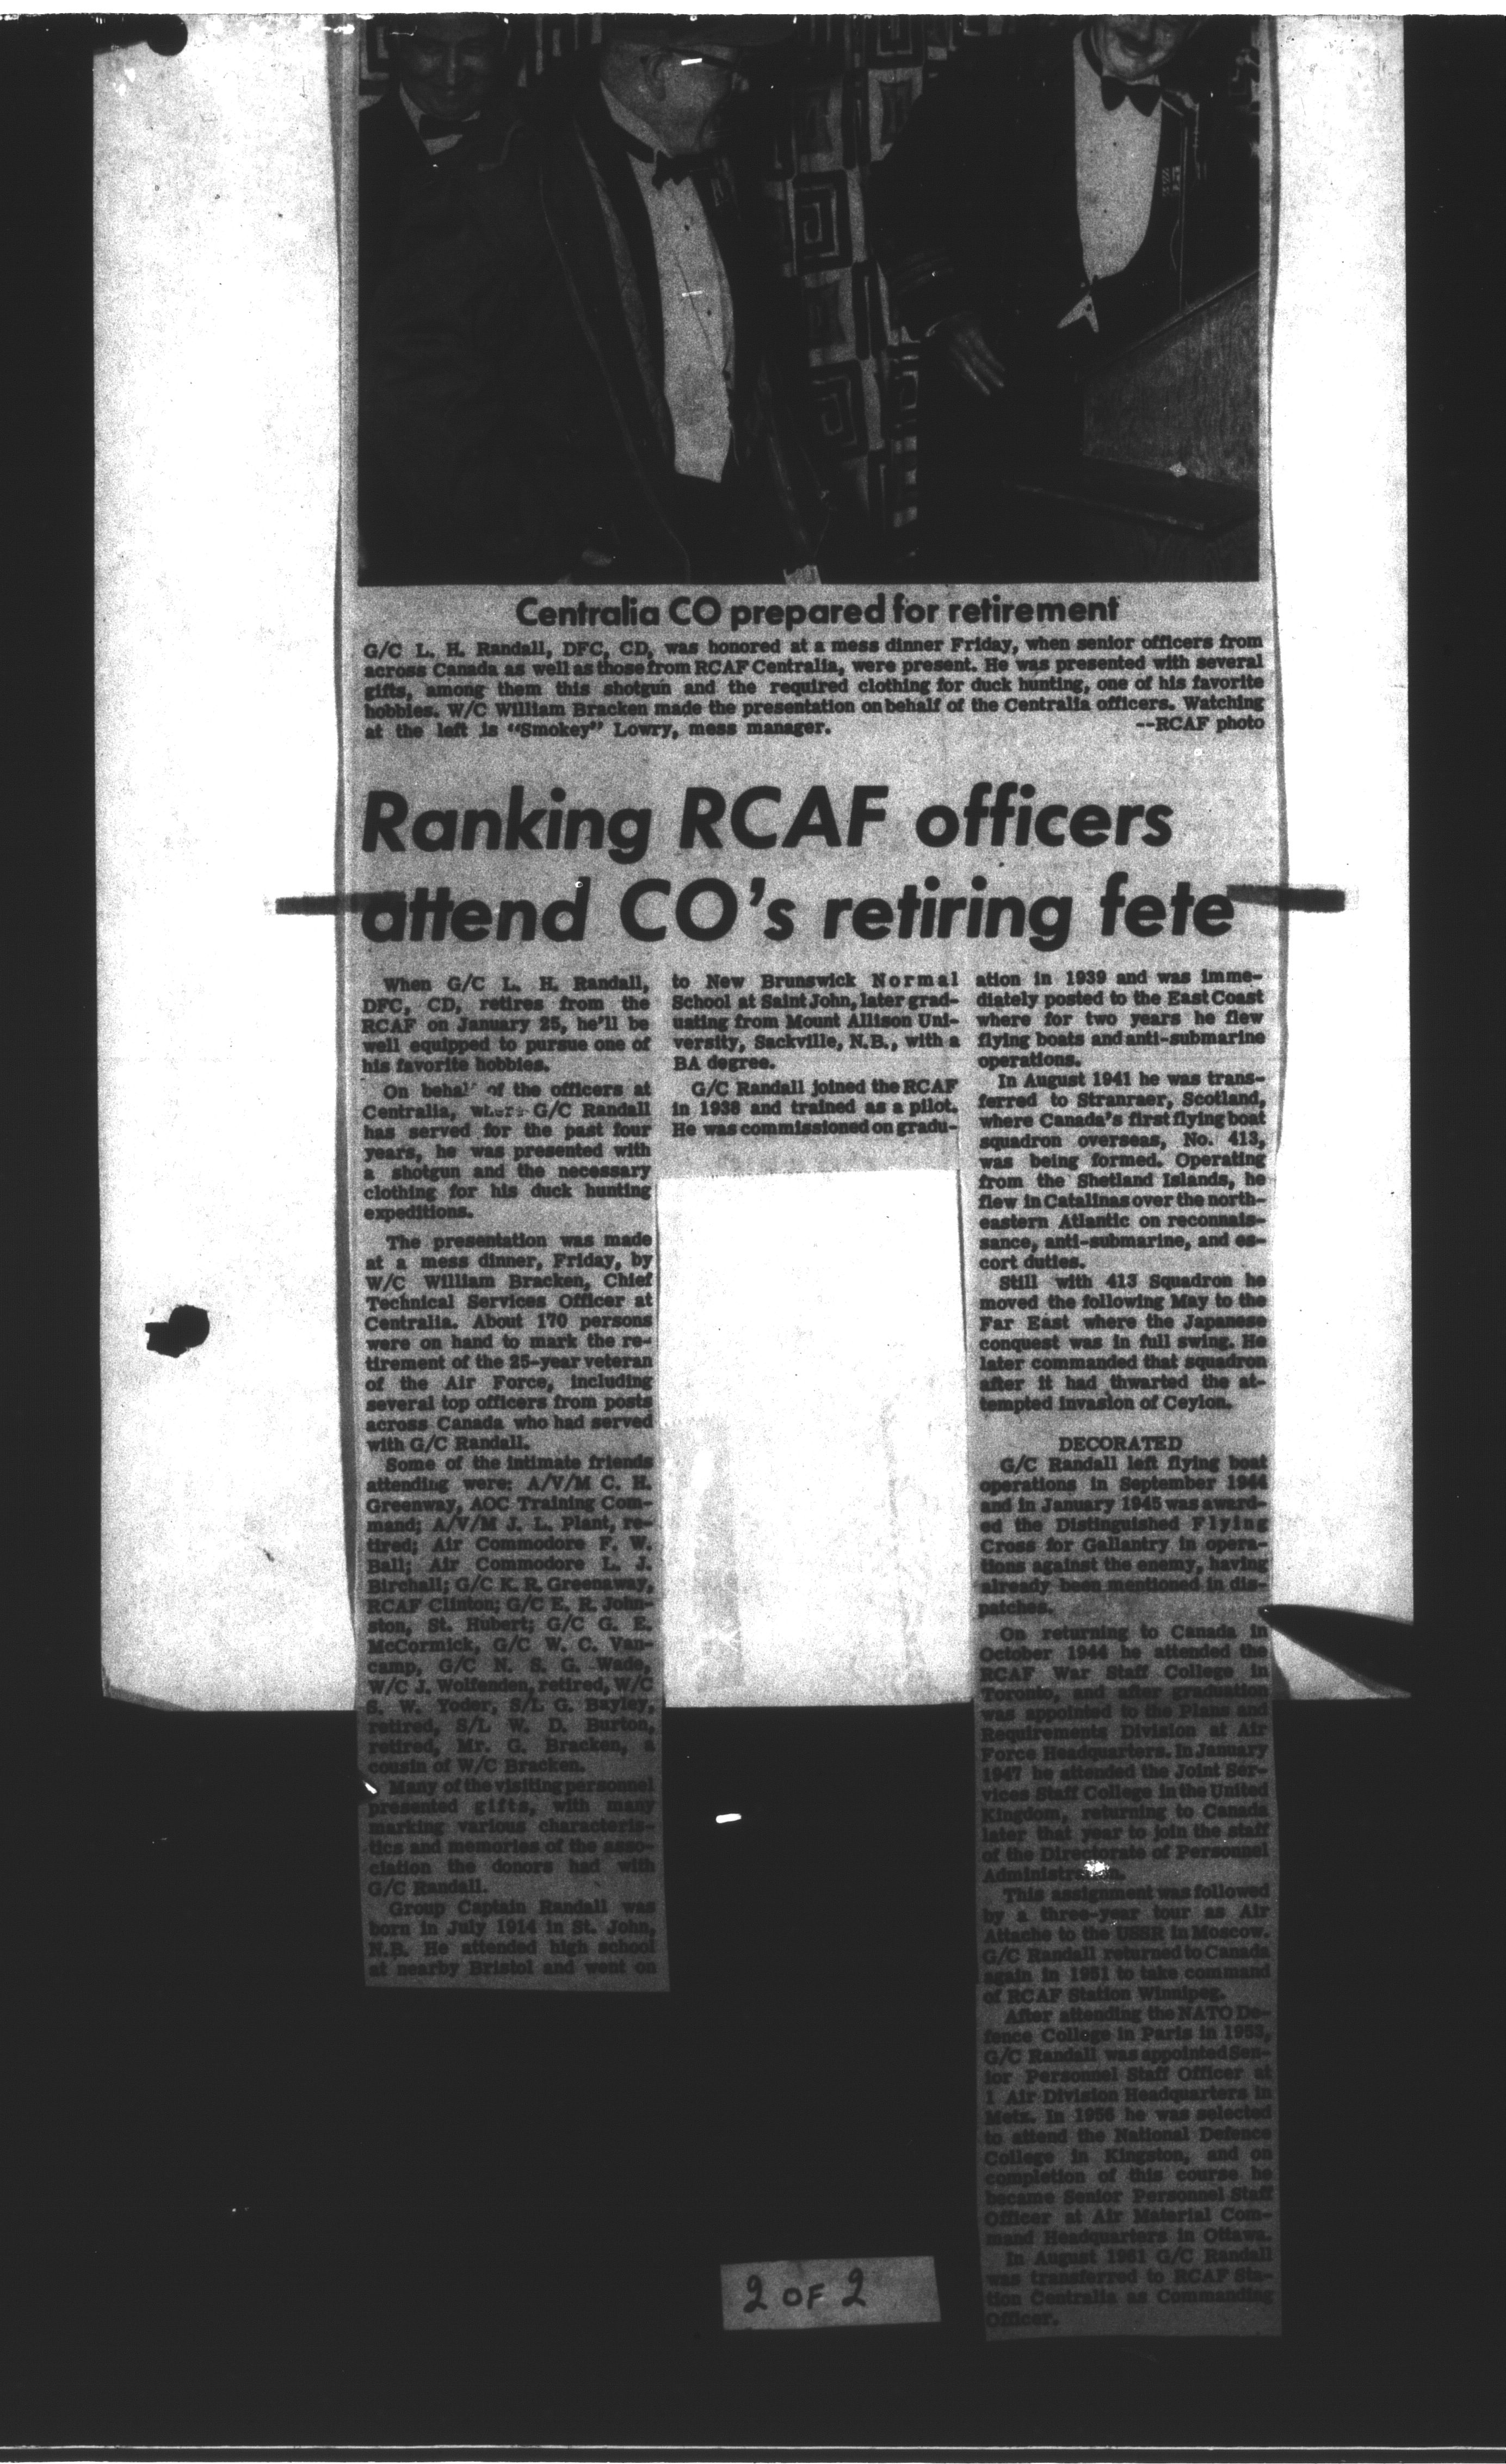 Centralia CO prepared for retirement
G/C L. H. Randall, DFC, CD, was honored at a mess dinner Friday, when senior officers from
across Canada as well as those from RCAF Centralia, were present. He was presented with several
gifts, among them this shotgun and the required clothing for duck hunting, one of his favorite
hobbies. W/C William Bracken made the presentation on behalf of the Centralia officers. Watching
at the left is "Smokey" Lowry, mess manager. --RCAF photo
Ranking RCAF officers
attend CO's retiring fete
When G/C L. H. Randall,
DFC, CD, retires from the
RCAF on January 25, he'll be
well equipped to pursue one of
his favorite hobbies.
On behalf of the officers at
Centralia, where G/C Randall
has served for the past four
years, he was presented with
a shotgun and the necessary
clothing for his duck hunting
expeditions.
The presentation was made
at a mess dinner, Friday, by
W/C William Bracken, Chief
Technical Services Officer at
Centralia. About 170 persons
were on hand to mark the re-
tirement of the 25-year veteran
of the Air Force, including
several top officers from posts
across Canada who had served
with G/C Randall.
Some of the intimate friends
attending were: A/V/M C. H.
Greenway, AOC Training Com-
mand; A/V/M J. L. Plant, re-
tired; Air Commodore F. W.
Ball; Air Commodore L. J.
Birchall; G/C K. R. Greenaway,
RCAF Clinton; G/C E. R. John-
ston, St. Hubert; G/C G. E.
McCormick, G/C W. C. Van-
camp, G/C N. S. G. Wade,
W/C J. Wolfenden, retired, W/C
S. W. Yoder, S/L G. Bayley,
retired, S/L W. D. Burton,
retired, Mr. G. Bracken, a
cousin of W/C Bracken.
Many of the visiting personnel
presented gifts, with many
marking various characteris-
tics and memories of the asso-
ciation the donors had with
G/C Randall.
Group Captain Randall was
born in July 1914 in St. John,
N.B. He attended high school
at nearby Bristol and went on
to New Brunswick Normal
School at Saint John, later grad-
uating from Mount Allison Uni-
versity, Sackville, N.B., with a
BA degree.
G/C Randall joined the RCAF
in 1938 and trained as a pilot.
He was commissioned on gradu-
ation in 1939 and was imme-
diately posted to the East Coast
where for two years he flew
flying boats and anti-submarine
operations.
In August 1941 he was trans-
ferred to Stranraer, Scotland,
where Canada's first flying boat
squadron overseas, No. 413,
was being formed. Operating
from the Shetland Islands, he
flew in Catalinas over the north-
eastern Atlantic on reconnais-
sance, anti-submarine, and es-
cort duties.
Still with 413 Squadron he
moved the following May to the
Far East where the Japanese
conquest was in full swing. He
later commanded that squadron
after it had thwarted the at-
tempted invasion of Ceylon.
DECORATED
G/C Randall left flying boat
operations in September 1944
and in January 1945 was award-
ed the Distinguished Flying
Cross for Gallantry in opera-
tions against the enemy, having
already been mentioned in dis-
patches.
On returning to Canada in
October 1944 he attended the
RCAF War Staff College in
Toronto, and after graduation
was appointed to the Plans and
Requirements Division at Air
Force Headquarters. In January
1947 he attended the Joint Ser-
vices Staff College in the United
Kingdom, returning to Canada
later that year to join the staff
of the Directorate of Personnel
Administration.
This assignment was followed
by a three-year tour as Air
Attache to the USSR in Moscow.
G/C Randall returned to Canada
again in 1951 to take command
of RCAF Station Winnipeg.
After attending the NATO De-
fence College in Paris in 1953,
G/C Randall was appointed Sen-
ior Personnel Staff Officer at
1 Air Division Headquarters in
Metz. In 1956 he was selected
to attend the National Defence
College in Kingston, and on
completion of this course he
became Senior Personnel Staff
Officer at Air Material Com-
mand Headquarters in Ottawa.
In August 1961 G/C Randall
was transferred to RCAF Sta-
tion Centralia as Commanding
Officer.
2 OF 2